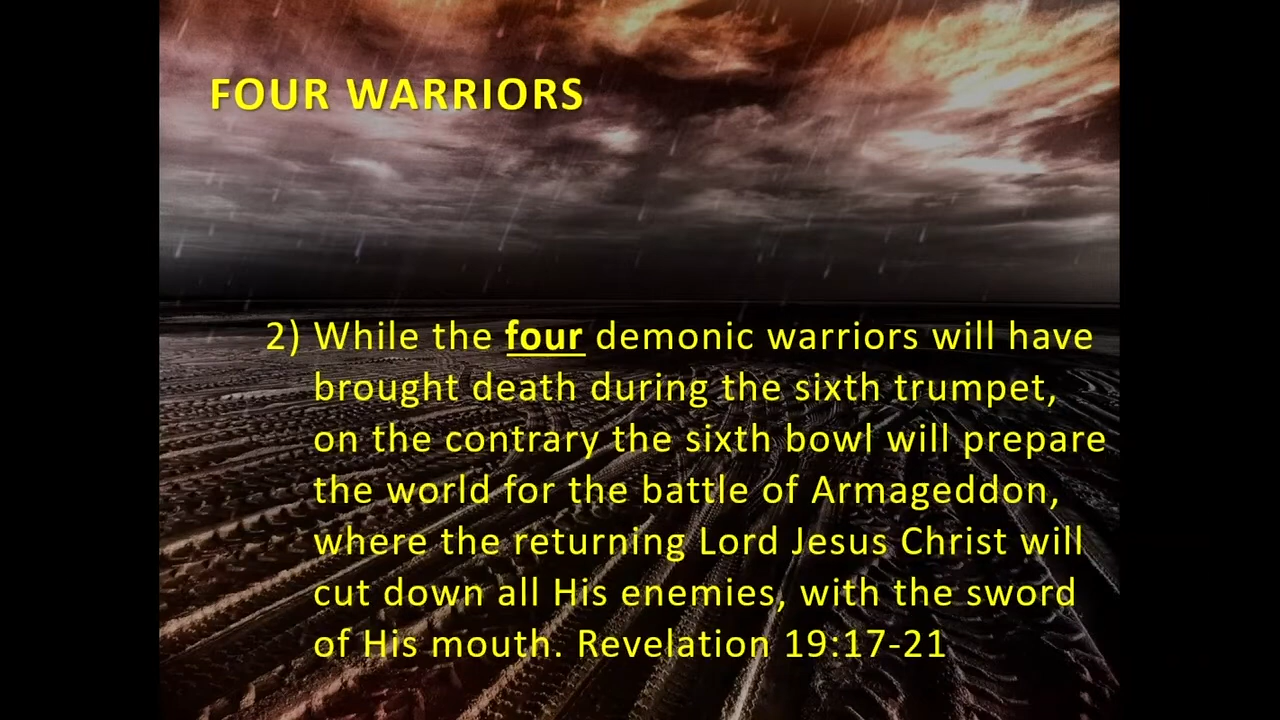 FOUR WARRIORS
2) While the four demonic warriors will have
brought death during the sixth trumpet,
on the contrary the sixth bowl will prepare
the world for the battle of Armageddon,
where the returning Lord Jesus Christ will
cut down all His enemies, with the sword
of His mouth. Revelation 19:17-21